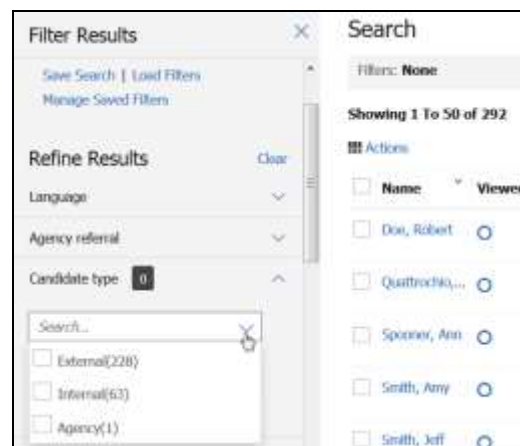 Filter Results
Save Search | Load Filters
Manage Saved Filters
Refine Results Clear
Language
Agency referral
Candidate type 0
Search...
External(228)
Internal(63)
Agency(1)
Search
Filters: None
Showing 1 To 50 of 292
Actions
Name Viewed
Doe, Robert
Quattrochio,...
Spooner, Ann
Smith, Amy
Smith, Jeff